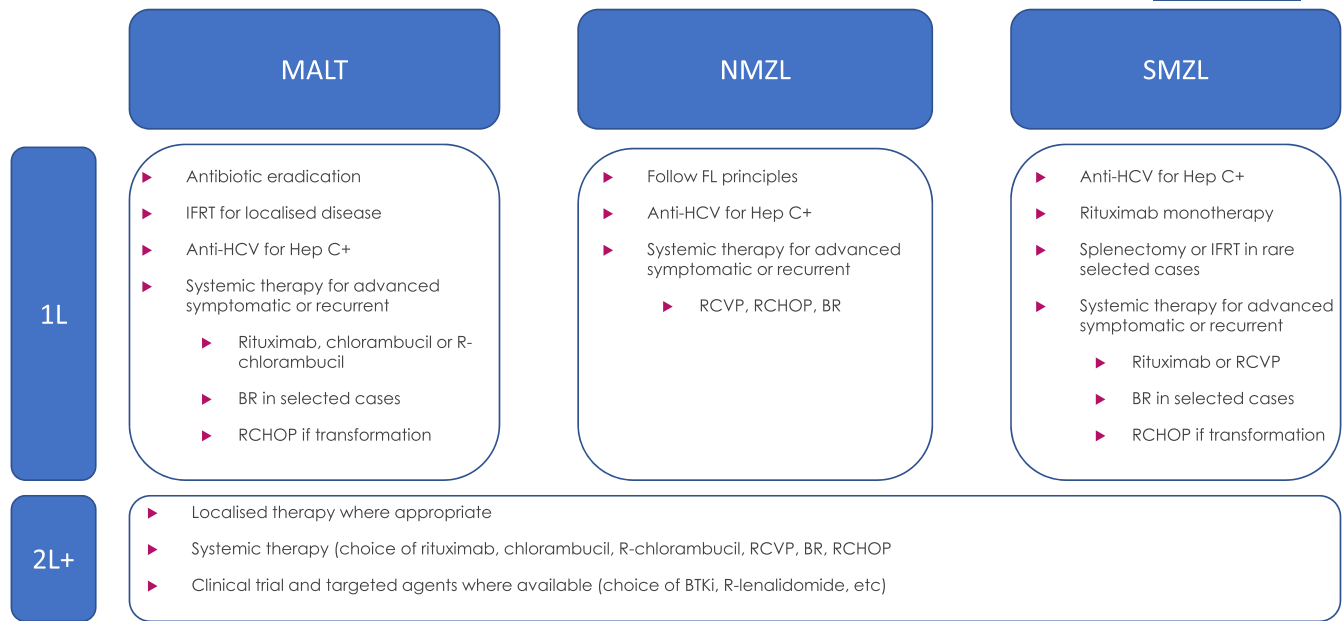 MALT
NMZL
SMZL
1L
Antibiotic eradication
IFRT for localised disease
Anti-HCV for Hep C+
Systemic therapy for advanced
symptomatic or recurrent
Rituximab, chlorambucil or R-
chlorambucil
BR in selected cases
RCHOP if transformation
Follow FL principles
Anti-HCV for Hep C+
Systemic therapy for advanced
symptomatic or recurrent
RCVP, RCHOP, BR
Anti-HCV for Hep C+
Rituximab monotherapy
Splenectomy or IFRT in rare
selected cases
Systemic therapy for advanced
symptomatic or recurrent
Rituximab or RCVP
BR in selected cases
RCHOP if transformation
2L+
Localised therapy where appropriate
Systemic therapy (choice of rituximab, chlorambucil, R-chlorambucil, RCVP, BR, RCHOP
Clinical trial and targeted agents where available (choice of BTKi, R-lenalidomide, etc)